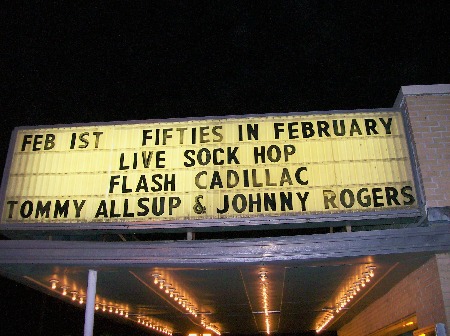 FEB 1ST FIFTIES IN FEBRUARY
LIVE SOCK HOP
FLASH CADILLAC
TOMMY ALLSUP & JOHNNY ROGERS